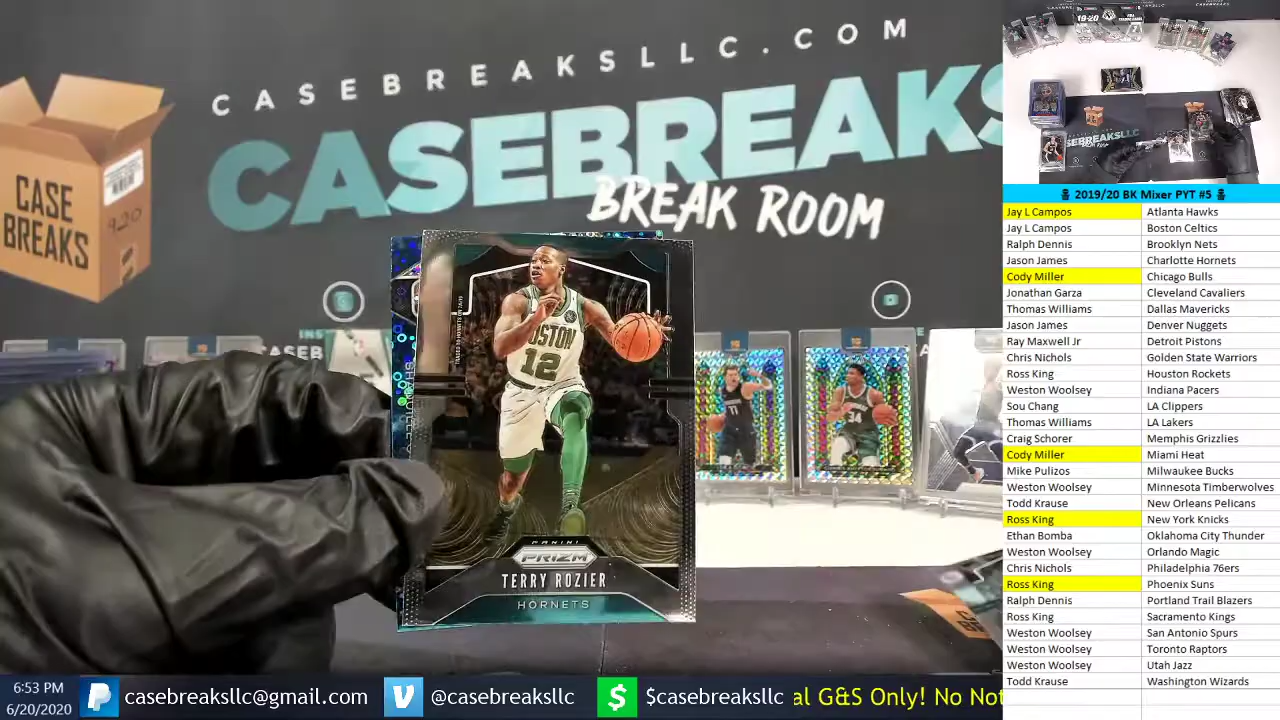 CASEBREAKSLLC.COM
CASEBREAKS
BREAK ROOM
CASE
BREAKS
920
BOSTON
12
PANINI
PRIZM
TERRY ROZIER
HORNETS
11
34
19-20
2019/20 BK Mixer PYT #5
Jay L Campos Atlanta Hawks
Jay L Campos Boston Celtics
Ralph Dennis Brooklyn Nets
Jason James Charlotte Hornets
Cody Miller Chicago Bulls
Jonathan Garza Cleveland Cavaliers
Thomas Williams Dallas Mavericks
Jason James Denver Nuggets
Ray Maxwell Jr Detroit Pistons
Chris Nichols Golden State Warriors
Ross King Houston Rockets
Weston Woolsey Indiana Pacers
Sou Chang LA Clippers
Thomas Williams LA Lakers
Craig Schorer Memphis Grizzlies
Cody Miller Miami Heat
Mike Pulizos Milwaukee Bucks
Weston Woolsey Minnesota Timberwolves
Todd Krause New Orleans Pelicans
Ross King New York Knicks
Ethan Bomba Oklahoma City Thunder
Weston Woolsey Orlando Magic
Chris Nichols Philadelphia 76ers
Ross King Phoenix Suns
Ralph Dennis Portland Trail Blazers
Ross King Sacramento Kings
Weston Woolsey San Antonio Spurs
Weston Woolsey Toronto Raptors
Weston Woolsey Utah Jazz
Todd Krause Washington Wizards
6:53 PM
6/20/2020
casebreaksllc@gmail.com
@casebreaksllc
$casebreaksllc
al G&S Only! No Not